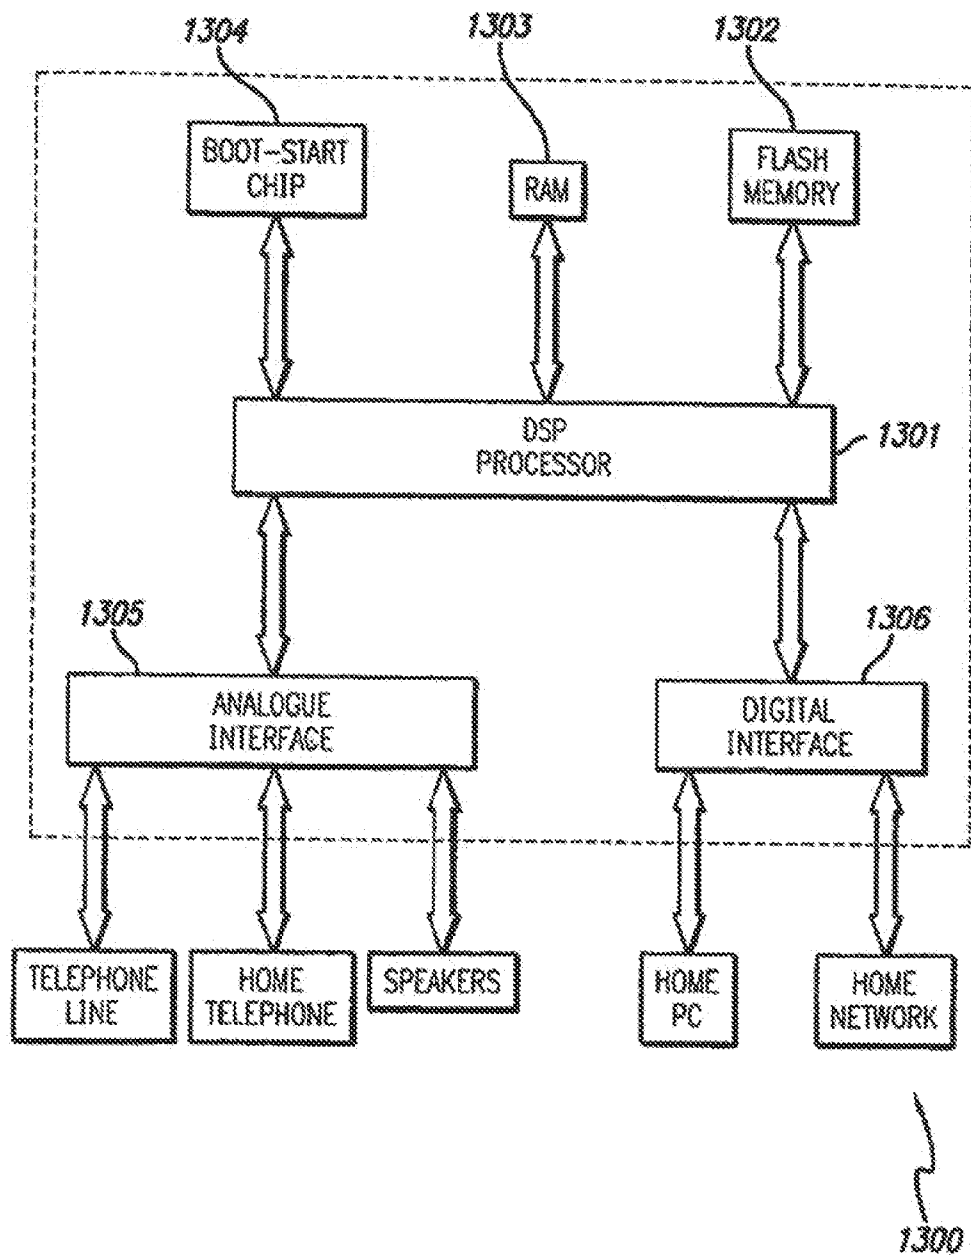 1304
1303
1302
BOOT-START
CHIP
RAM
FLASH
MEMORY
DSP
PROCESSOR
1301
1305
1306
ANALOGUE
INTERFACE
DIGITAL
INTERFACE
TELEPHONE
LINE
HOME
TELEPHONE
SPEAKERS
HOME
PC
HOME
NETWORK
1300